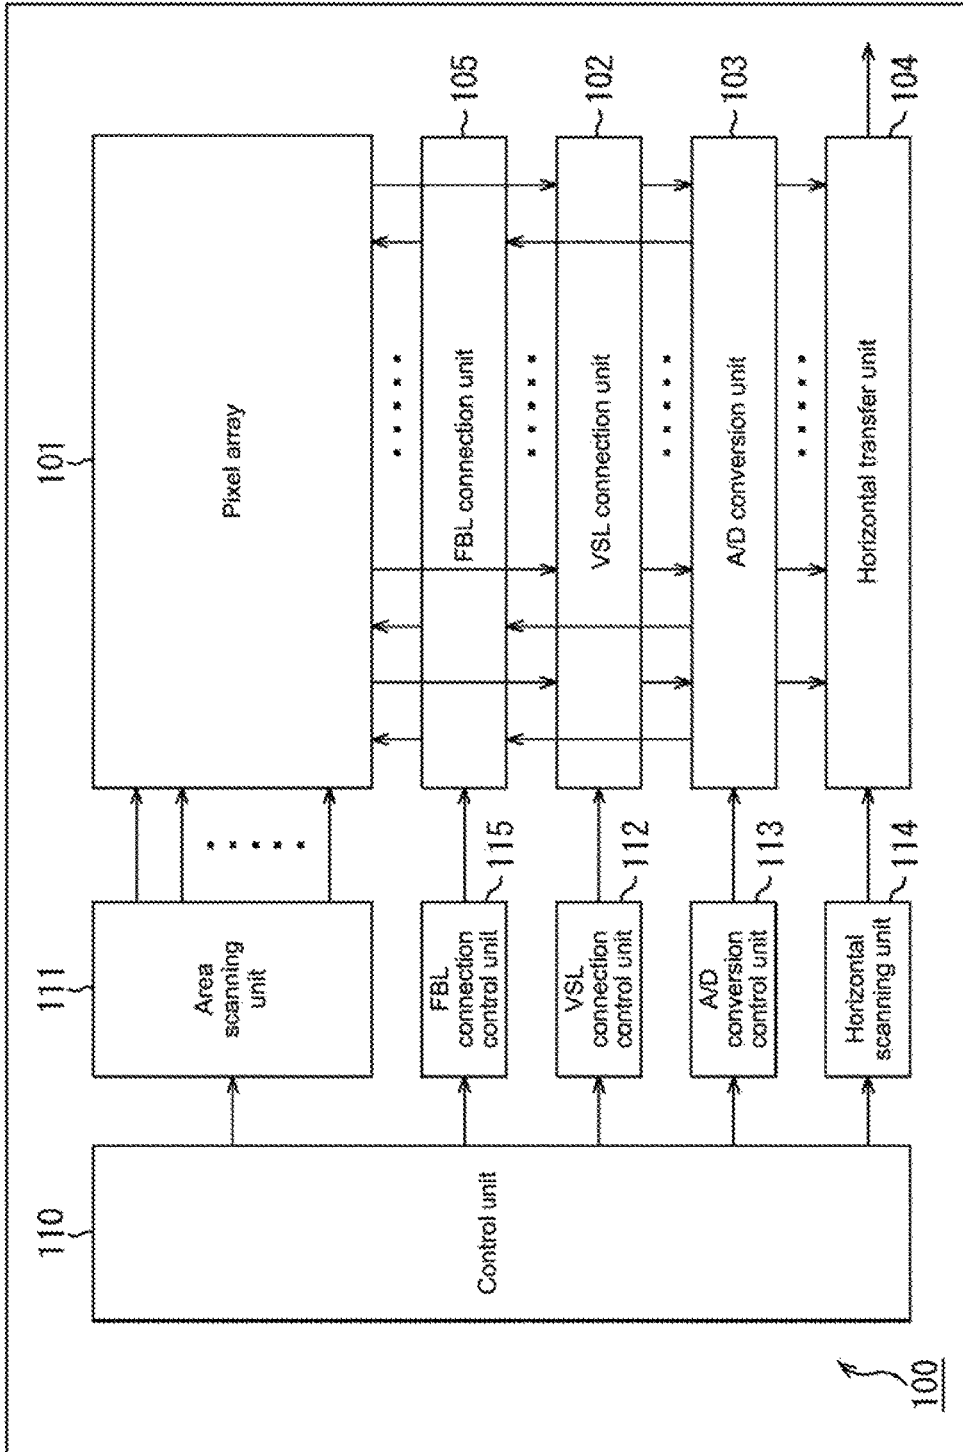 110
111
101
Control unit
Area
scanning
unit
Pixel array
FBL
connection
control unit
115
FBL connection unit
105
VSL
connection
control unit
112
VSL connection unit
102
A/D
conversion
control unit
113
A/D conversion unit
103
Horizontal
scanning unit
114
Horizontal transfer unit
104
100